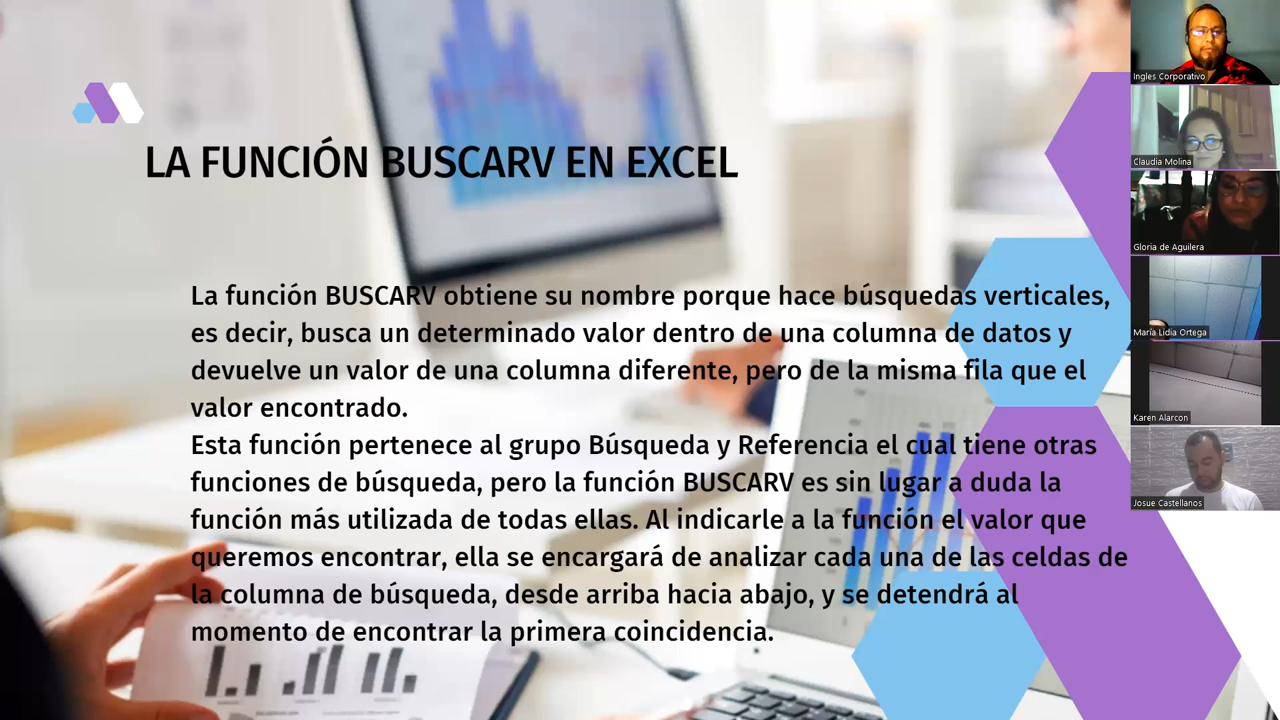 LA FUNCIÓN BUSCARV EN EXCEL
La función BUSCARV obtiene su nombre porque hace búsquedas verticales,
es decir, busca un determinado valor dentro de una columna de datos y
devuelve un valor de una columna diferente, pero de la misma fila que el
valor encontrado.
Esta función pertenece al grupo Búsqueda y Referencia el cual tiene otras
funciones de búsqueda, pero la función BUSCARV es sin lugar a duda la
función más utilizada de todas ellas. Al indicarle a la función el valor que
queremos encontrar, ella se encargará de analizar cada una de las celdas de
la columna de búsqueda, desde arriba hacia abajo, y se detendrá al
momento de encontrar la primera coincidencia.
Ingles Corporativo
Claudia Molina
Gloria de Aguilera
María Lidia Ortega
Karen Alarcon
Josue Castellanos